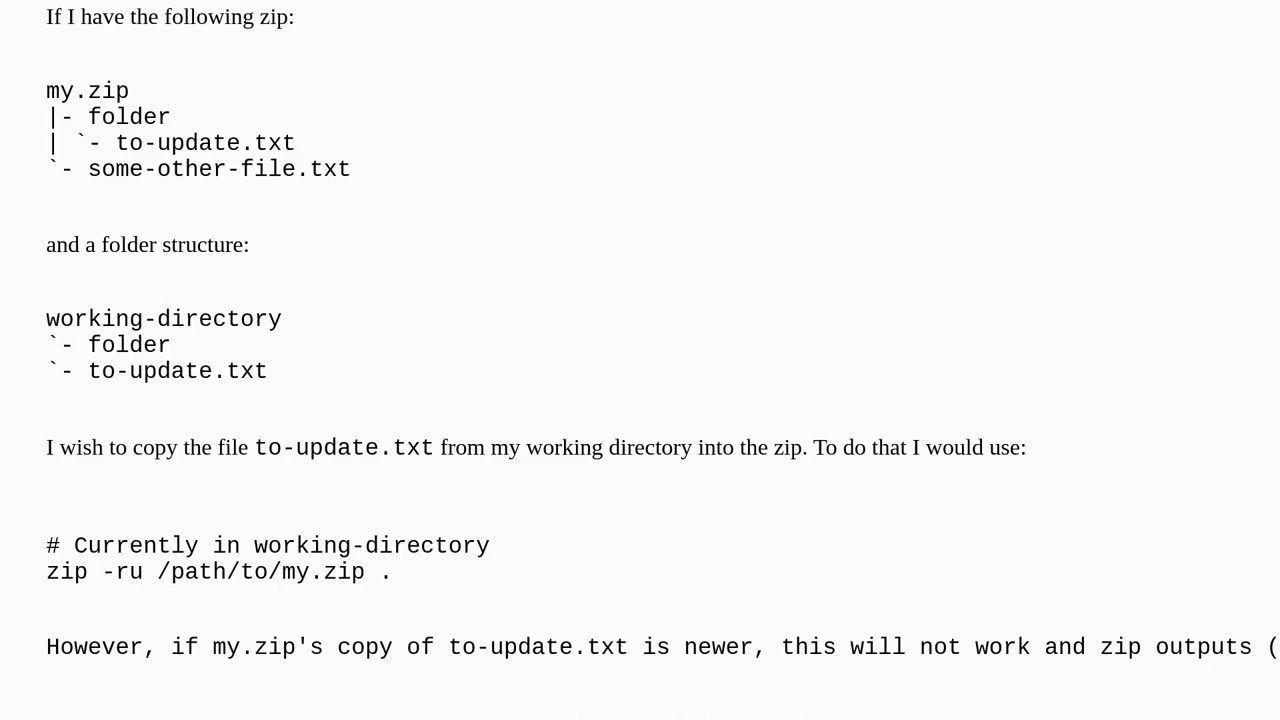 If I have the following zip:
my.zip
|- folder
| `- to-update.txt
`- some-other-file.txt
and a folder structure:
working-directory
`- folder
`- to-update.txt
I wish to copy the file to-update.txt from my working directory into the zip. To do that I would use:
# Currently in working-directory
zip -ru /path/to/my.zip .
However, if my.zip's copy of to-update.txt is newer, this will not work and zip outputs (